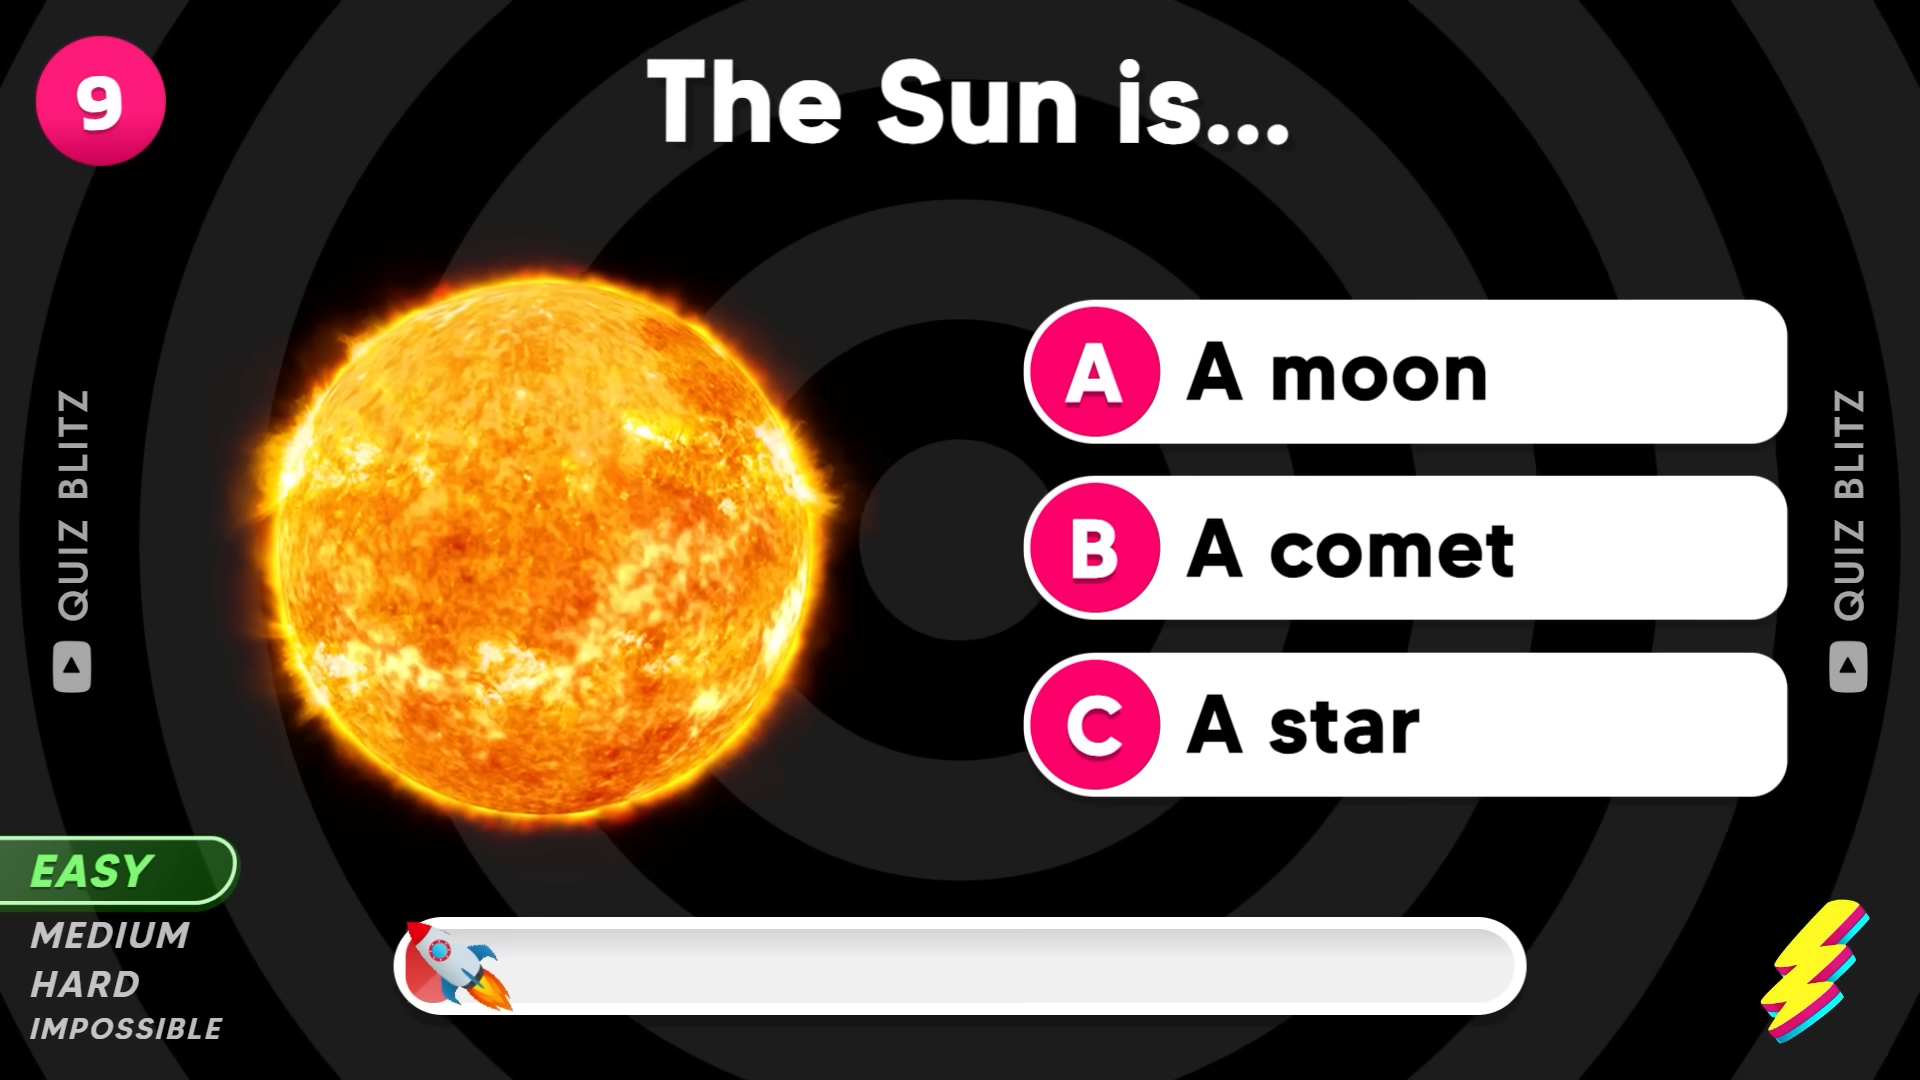 9
The Sun is...
A A moon
B A comet
C A star
QUIZ BLITZ
QUIZ BLITZ
EASY
MEDIUM
HARD
IMPOSSIBLE